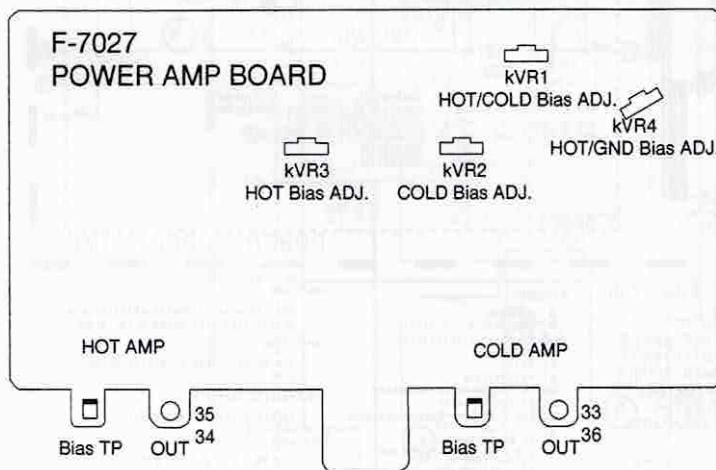 F-7027
POWER AMP BOARD
kVR1
HOT/COLD Bias ADJ.
kVR4
HOT/GND Bias ADJ.
kVR3
HOT Bias ADJ.
kVR2
COLD Bias ADJ.
HOT AMP
COLD AMP
Bias TP
OUT
35
34
Bias TP
OUT
33
36